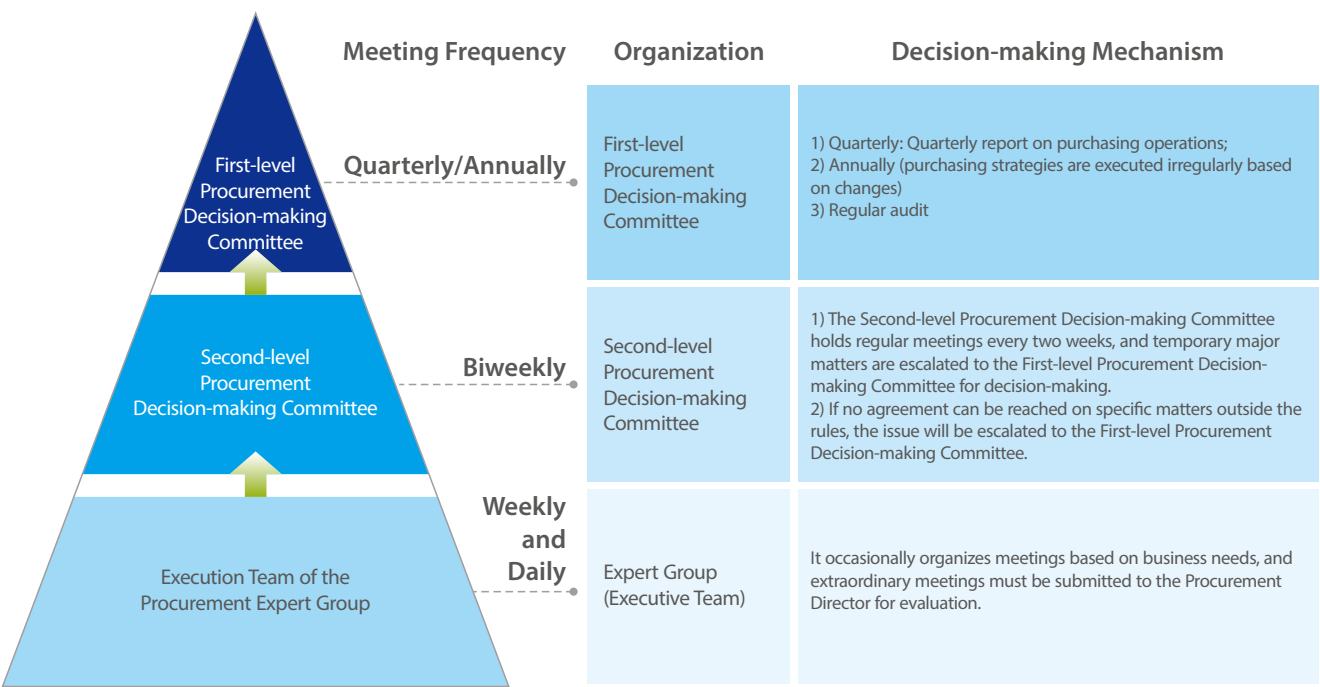 Meeting Frequency
Organization
Decision-making Mechanism
First-level
Procurement
Decision-making
Committee
Quarterly/Annually
First-level
Procurement
Decision-making
Committee
1) Quarterly: Quarterly report on purchasing operations;
2) Annually (purchasing strategies are executed irregularly based
on changes)
3) Regular audit
Second-level
Procurement
Decision-making Committee
Biweekly
Second-level
Procurement
Decision-making
Committee
1) The Second-level Procurement Decision-making Committee
holds regular meetings every two weeks, and temporary major
matters are escalated to the First-level Procurement Decision-
making Committee for decision-making.
2) If no agreement can be reached on specific matters outside the
rules, the issue will be escalated to the First-level Procurement
Decision-making Committee.
Execution Team of the
Procurement Expert Group
Weekly
and
Daily
Expert Group
(Executive Team)
It occasionally organizes meetings based on business needs, and
extraordinary meetings must be submitted to the Procurement
Director for evaluation.